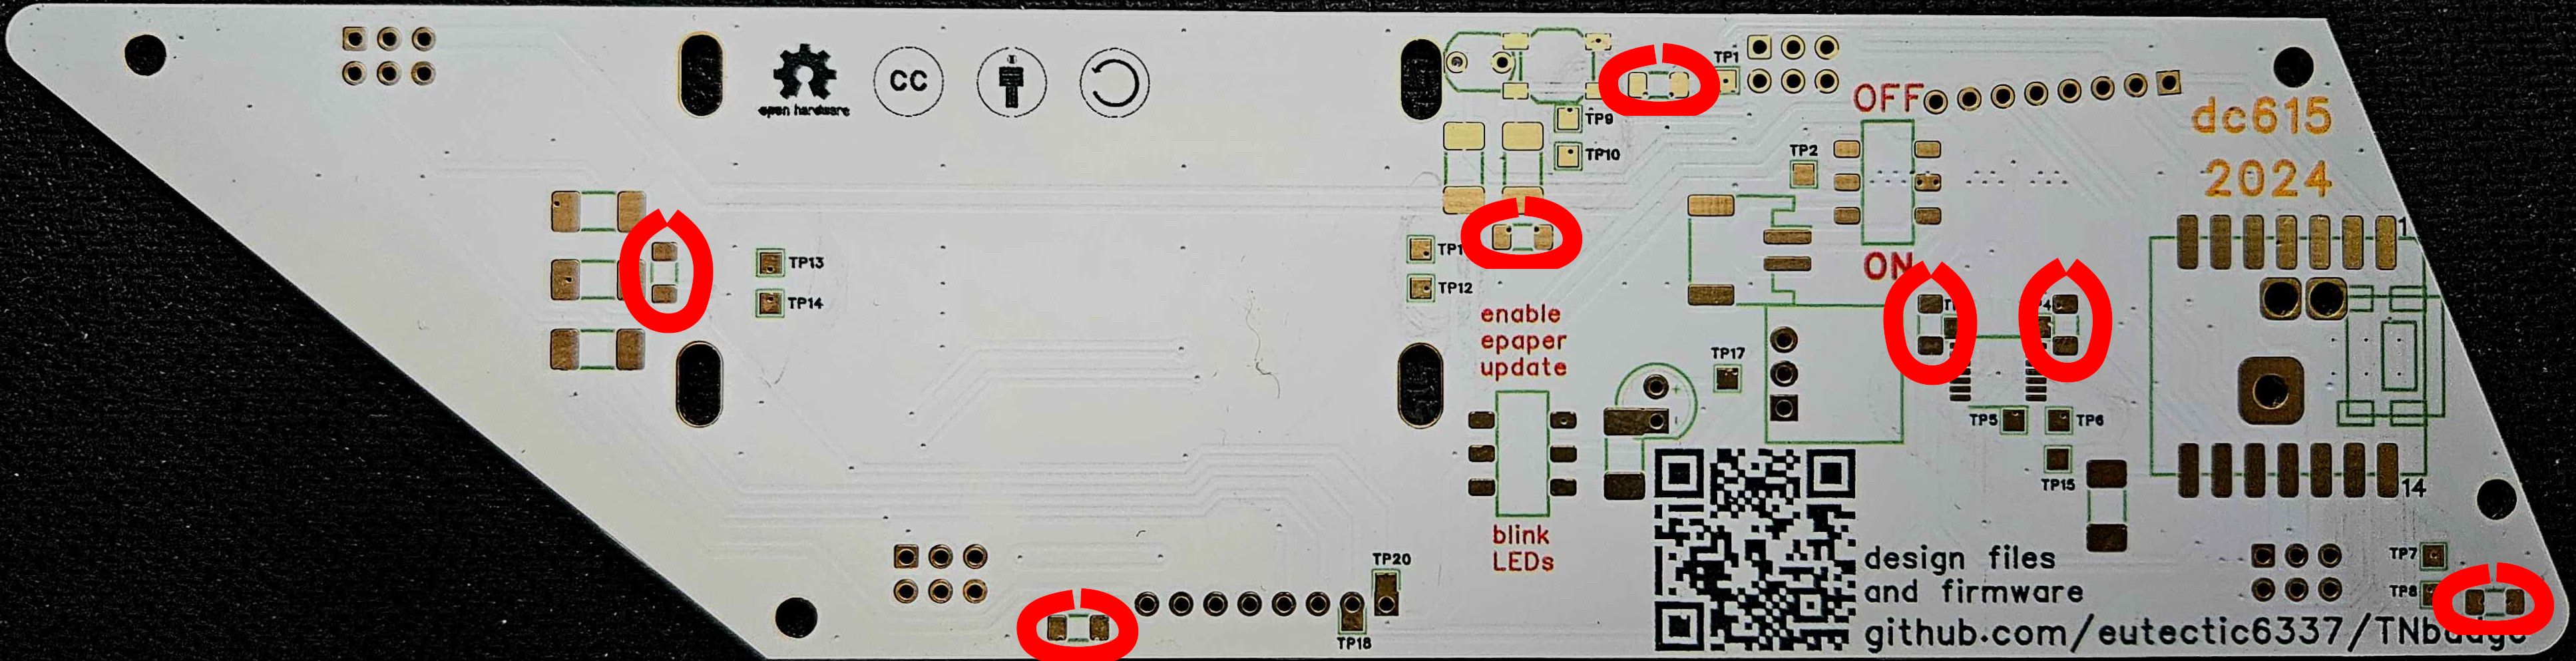 open hardware
CC
TP1
OFF
dc615
2024
TP9
TP10
TP2
TP13
TP14
TP12
ON
1
enable
epaper
update
TP17
TP5
TP6
TP15
14
blink
LEDs
TP20
TP18
design files
and firmware
github.com/eutectic6337/TNbadge
TP7
TP8